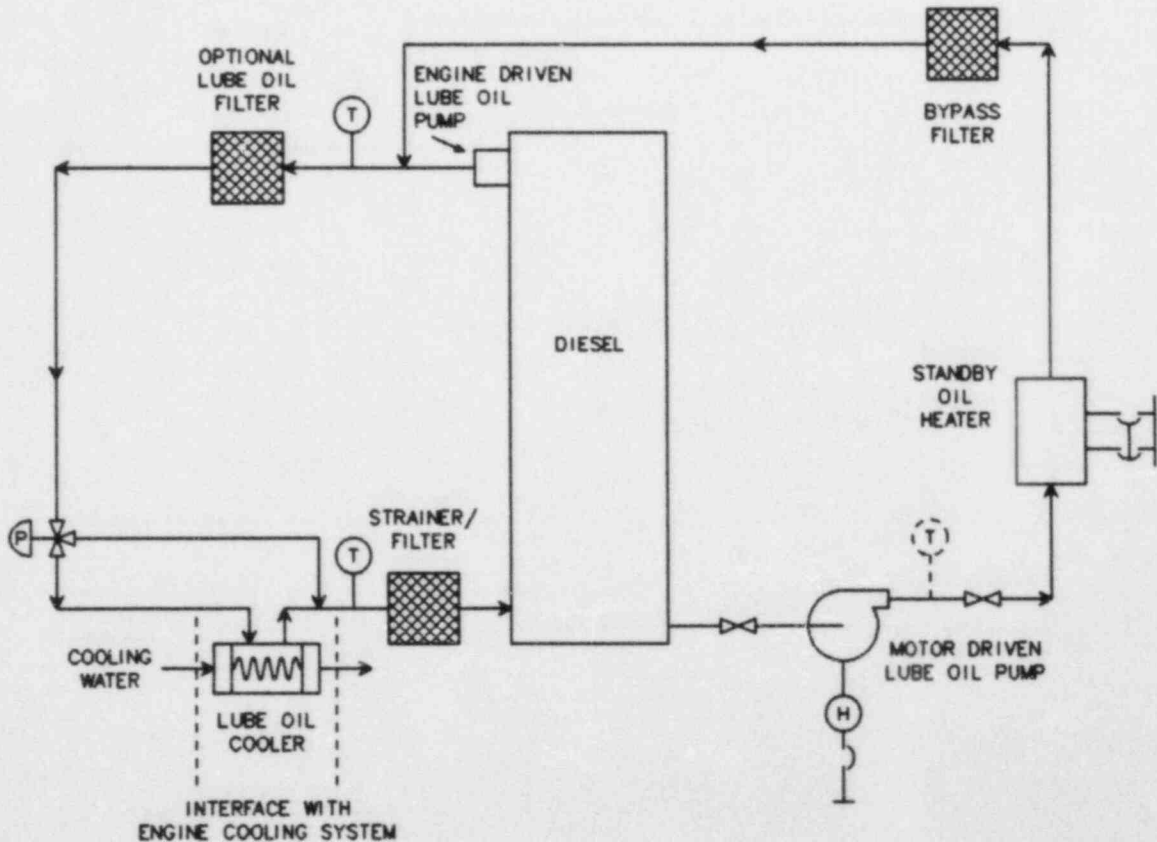 OPTIONAL
LUBE OIL
FILTER
T
ENGINE DRIVEN
LUBE OIL
PUMP
BYPASS
FILTER
DIESEL
STANDBY
OIL
HEATER
P
STRAINER/
FILTER
T
T
COOLING
WATER
LUBE OIL
COOLER
MOTOR DRIVEN
LUBE OIL PUMP
H
INTERFACE WITH
ENGINE COOLING SYSTEM